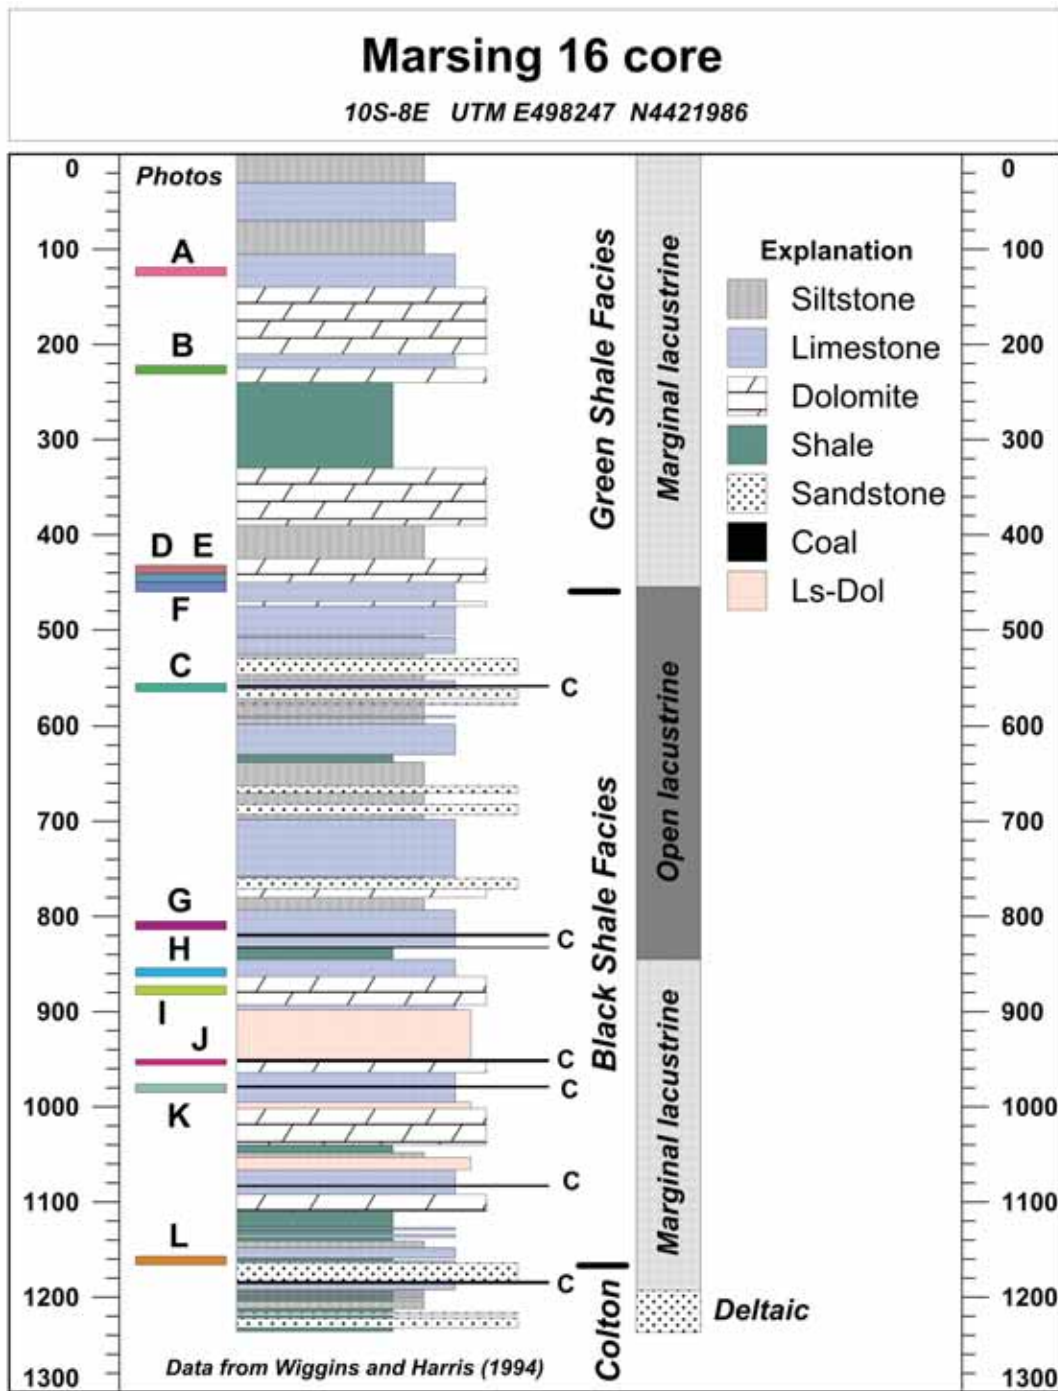 Marsing 16 core
10S-8E UTM E498247 N4421986
0
100
200
300
400
500
600
700
800
900
1000
1100
1200
1300
Photos
A
B
D E
F
C
G
H
I
J
K
L
C
C
C
C
C
C
Data from Wiggins and Harris (1994)
Green Shale Facies
Black Shale Facies
Colton
Marginal lacustrine
Open lacustrine
Marginal lacustrine
Deltaic
Explanation
Siltstone
Limestone
Dolomite
Shale
Sandstone
Coal
Ls-Dol
0
100
200
300
400
500
600
700
800
900
1000
1100
1200
1300